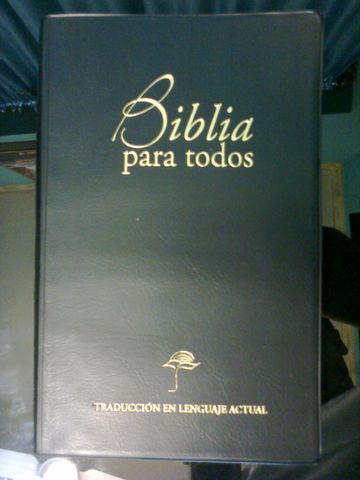 Biblia
para todos
TRADUCCIÓN EN LENGUAJE ACTUAL